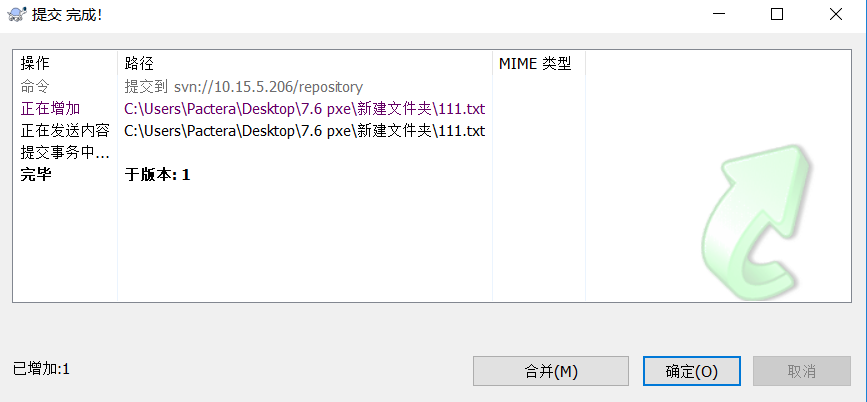 提交 完成!
操作 路径 MIME 类型
命令 提交到 svn://10.15.5.206/repository
正在增加 C:\Users\Pactera\Desktop\7.6 pxe\新建文件夹\111.txt
正在发送内容 C:\Users\Pactera\Desktop\7.6 pxe\新建文件夹\111.txt
提交事务中...
完毕 于版本: 1
已增加:1 合并(M) 确定(O) 取消